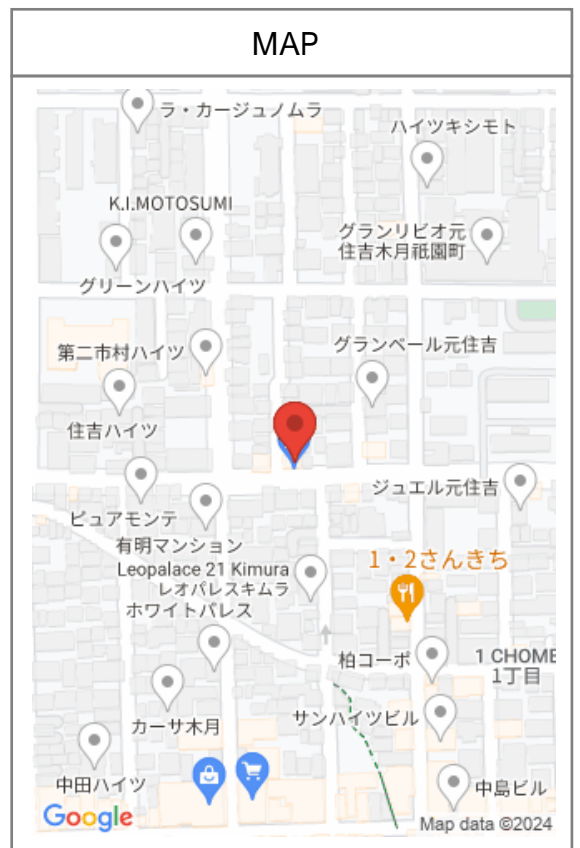 MAP
ラ・カージュノムラ
ハイツキシモト
K.I.MOTOSUMI
グランリビオ元
住吉木月祇園町
グリーンハイツ
第二市村ハイツ
グランベール元住吉
住吉ハイツ
ジュエル元住吉
ピュアモンテ
有明マンション
Leopalace 21 Kimura
レオパレスキムラ
1・2さんきち
ホワイトパレス
柏コーポ
1 CHOME
1丁目
カーサ木月
サンハイツビル
中田ハイツ
中島ビル
Google
Map data ©2024